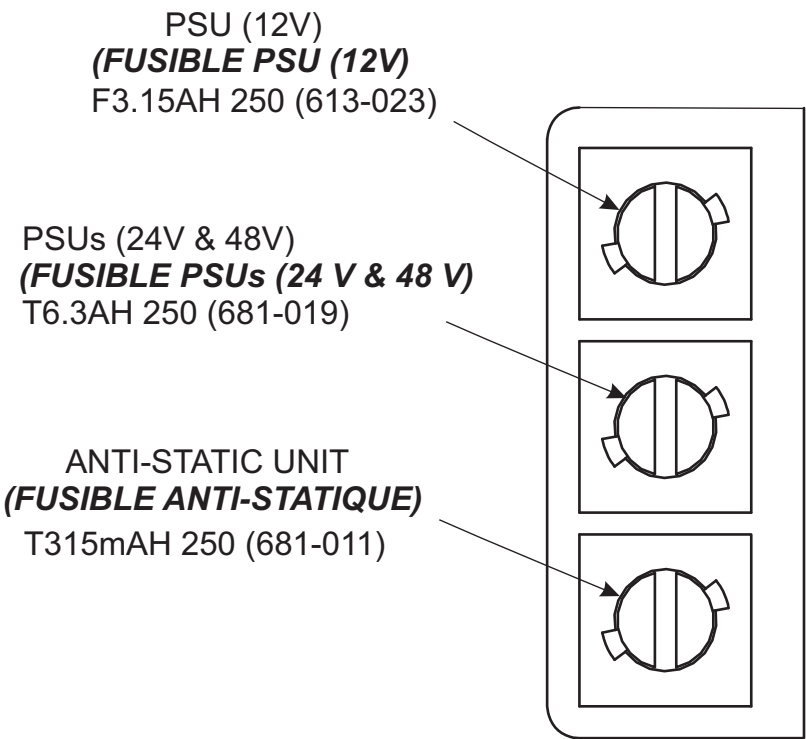 PSU (12V)
(FUSIBLE PSU (12V)
F3.15AH 250 (613-023)
PSUs (24V & 48V)
(FUSIBLE PSUs (24 V & 48 V)
T6.3AH 250 (681-019)
ANTI-STATIC UNIT
(FUSIBLE ANTI-STATIQUE)
T315mAH 250 (681-011)